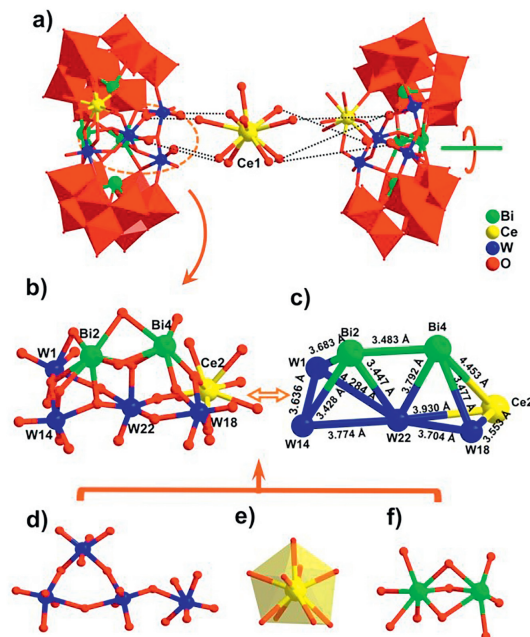 a)
Ce1
Bi
Ce
W
O
b)
Bi2
Bi4
W1
Ce2
W14
W22
W18
c)
Bi2
Bi4
W1
Ce2
W14
W22
W18
3.683 Å
3.483 Å
4.453 Å
3.636 Å
3.428 Å
4.284 Å
3.447 Å
3.792 Å
3.477 Å
3.930 Å
3.553 Å
3.774 Å
3.704 Å
d)
e)
f)